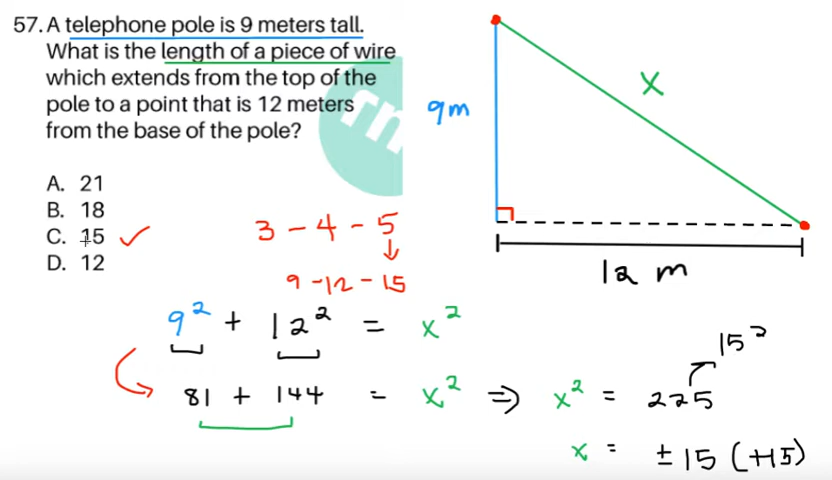 57. A telephone pole is 9 meters tall.
What is the length of a piece of wire
which extends from the top of the
pole to a point that is 12 meters
from the base of the pole?
A. 21
B. 18
C. 15 ✓
D. 12
9m
x
12 m
3 - 4 - 5
↓
9 - 12 - 15
9² + 12² = x²
81 + 144 = x² ⇒ x² = 225
15²
x = ± 15 (+15)